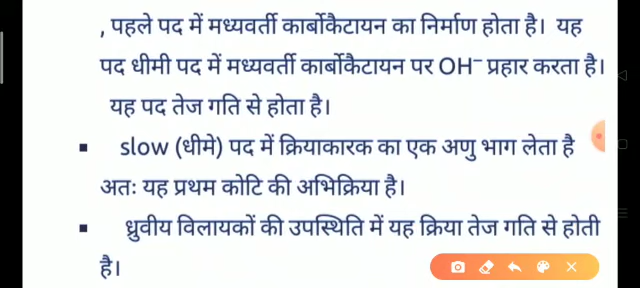 , पहले पद में मध्यवर्ती कार्बोकैटायन का निर्माण होता है। यह
पद धीमी पद में मध्यवर्ती कार्बोकैटायन पर OH⁻ प्रहार करता है।
यह पद तेज गति से होता है।
▪ slow (धीमे) पद में क्रियाकारक का एक अणु भाग लेता है
अतः यह प्रथम कोटि की अभिक्रिया है।
▪ ध्रुवीय विलायकों की उपस्थिति में यह क्रिया तेज गति से होती
है।